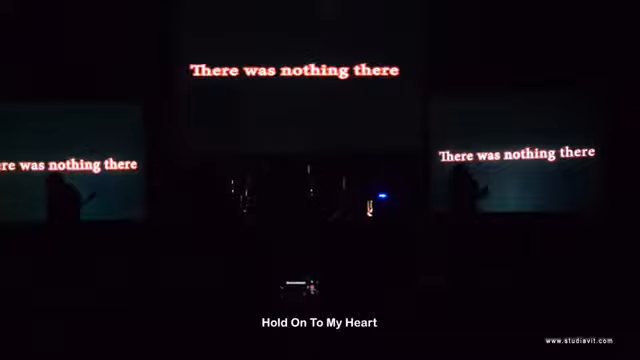 There was nothing there
re was nothing there
There was nothing there
Hold On To My Heart
www.studiavit.com